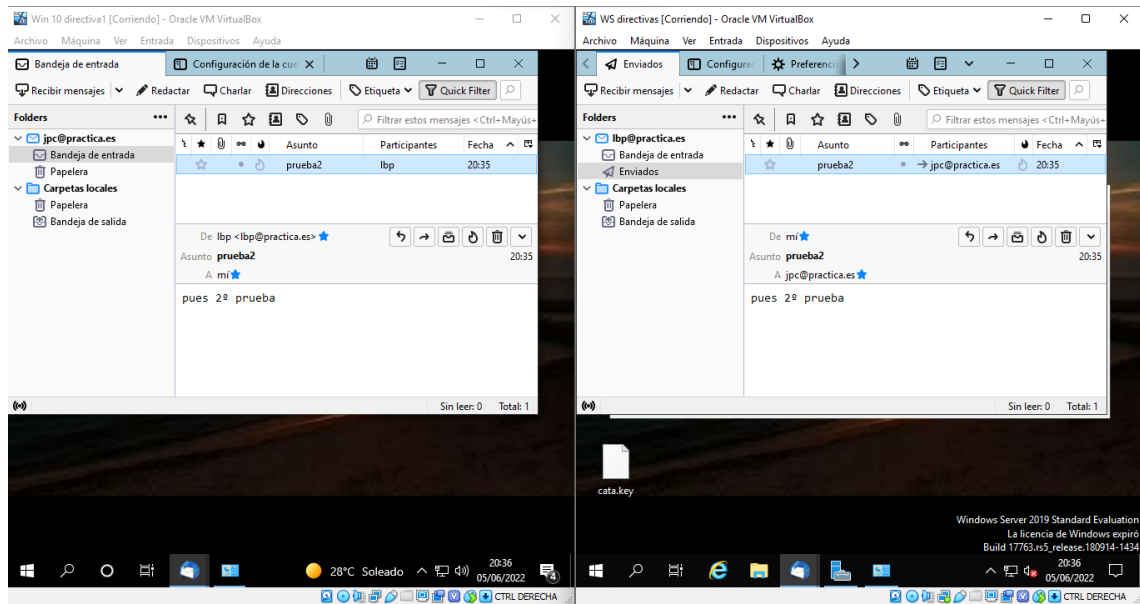 Win 10 directiva1 [Corriendo] - Oracle VM VirtualBox
Archivo Máquina Ver Entrada Dispositivos Ayuda
Bandeja de entrada Configuración de la cue
Recibir mensajes Redactar Charlar Direcciones Etiqueta Quick Filter
Folders
Filtrar estos mensajes <Ctrl+Mayús+
jpc@practica.es
Bandeja de entrada
Papelera
Carpetas locales
Papelera
Bandeja de salida
Asunto Participantes Fecha
prueba2 lbp 20:35
De lbp <lbp@practica.es>
Asunto prueba2 20:35
A mí
pues 2º prueba
Sin leer: 0 Total: 1
28°C Soleado
20:36
05/06/2022
4
CTRL DERECHA
WS directivas [Corriendo] - Oracle VM VirtualBox
Archivo Máquina Ver Entrada Dispositivos Ayuda
Enviados Configurac Preferencia
Recibir mensajes Redactar Charlar Direcciones Etiqueta Quick Filter
Folders
Filtrar estos mensajes <Ctrl+Mayús+
lbp@practica.es
Bandeja de entrada
Enviados
Carpetas locales
Papelera
Bandeja de salida
Asunto Participantes Fecha
prueba2 jpc@practica.es 20:35
De mí
Asunto prueba2 20:35
A jpc@practica.es
pues 2º prueba
Sin leer: 0 Total: 1
cata.key
Windows Server 2019 Standard Evaluation
La licencia de Windows expiró
Build 17763.rs5_release.180914-1434
20:36
05/06/2022
CTRL DERECHA